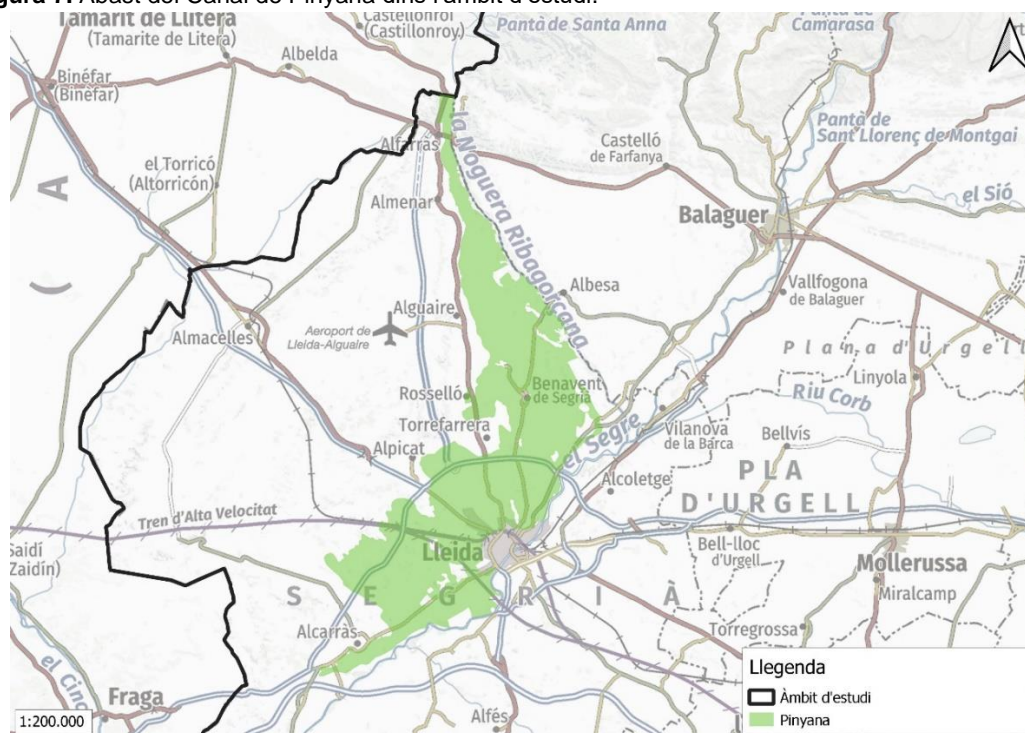 Abast del Canal de Pinyana dins l'àmbit d'estudi.
Tamarit de Llitera
(Tamarite de Litera)
Castellonroi
(Castillonroy)
Pantà de Santa Anna
Pantà de
Camarasa
Albelda
Binéfar
(Binéfar)
Alfarràs
la Noguera Ribagorçana
Castelló
de Farfanya
Pantà de
Sant Llorenç de Montgai
el Torricó
(Altorricón)
el Sió
Almenar
Balaguer
A
C
(
Albesa
Vallfogona
de Balaguer
Alguaire
Aeroport de
Lleida-Alguaire
Almacelles
Plana d'Urgell
Linyola
Rosselló
Benavent
de Segrià
Riu Corb
Torrefarrera
Vilanova
de la Barca
el Segre
Bellvís
Alpicat
Alcoletge
PLA
D'URGELL
Tren d'Alta Velocitat
Saidí
Zaidín)
Lleida
Bell-lloc
d'Urgell
Mollerussa
Miralcamp
SEGRIÀ
Alcarràs
Torregrossa
el Cinca
Fraga
Alfés
1:200.000
Llegenda
Àmbit d'estudi
Pinyana